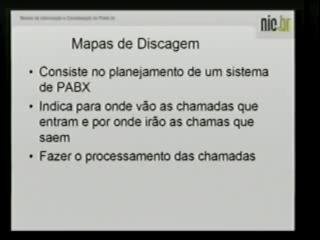 nic.br
Mapas de Discagem
• Consiste no planejamento de um sistema
de PABX
• Indica para onde vão as chamadas que
entram e por onde irão as chamas que
saem
• Fazer o processamento das chamadas